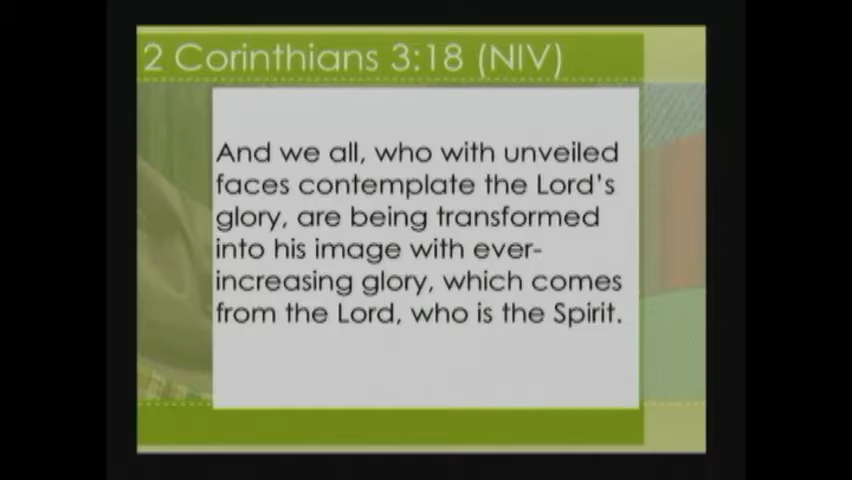 2 Corinthians 3:18 (NIV)
And we all, who with unveiled
faces contemplate the Lord's
glory, are being transformed
into his image with ever-
increasing glory, which comes
from the Lord, who is the Spirit.